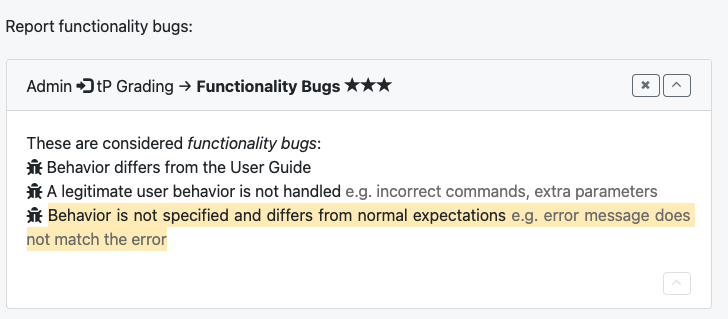 Report functionality bugs:
Admin tP Grading → Functionality Bugs ★★★
These are considered functionality bugs:
Behavior differs from the User Guide
A legitimate user behavior is not handled e.g. incorrect commands, extra parameters
Behavior is not specified and differs from normal expectations e.g. error message does
not match the error